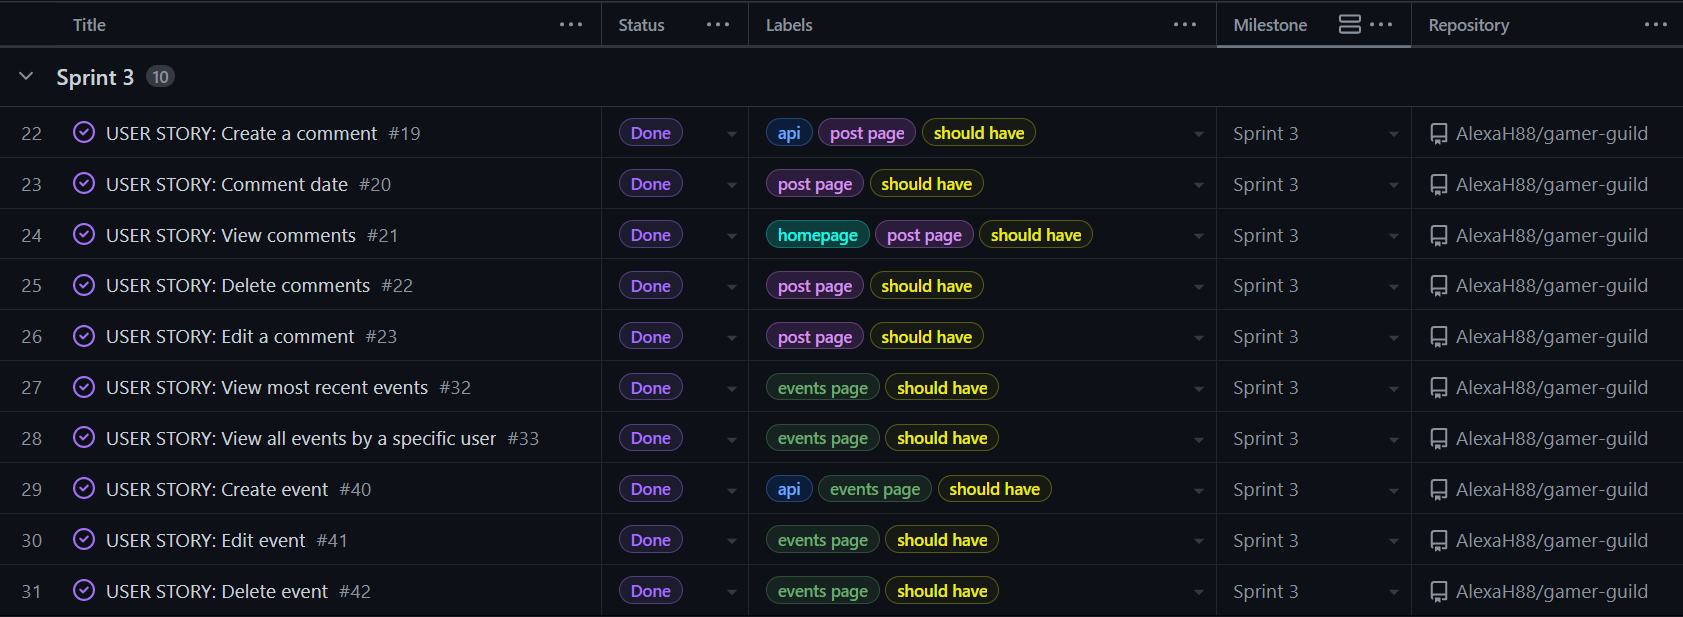 Title ... Status ... Labels ... Milestone ... Repository ...
Sprint 3 10
22 USER STORY: Create a comment #19 Done api post page should have Sprint 3 AlexaH88/gamer-guild
23 USER STORY: Comment date #20 Done post page should have Sprint 3 AlexaH88/gamer-guild
24 USER STORY: View comments #21 Done homepage post page should have Sprint 3 AlexaH88/gamer-guild
25 USER STORY: Delete comments #22 Done post page should have Sprint 3 AlexaH88/gamer-guild
26 USER STORY: Edit a comment #23 Done post page should have Sprint 3 AlexaH88/gamer-guild
27 USER STORY: View most recent events #32 Done events page should have Sprint 3 AlexaH88/gamer-guild
28 USER STORY: View all events by a specific user #33 Done events page should have Sprint 3 AlexaH88/gamer-guild
29 USER STORY: Create event #40 Done api events page should have Sprint 3 AlexaH88/gamer-guild
30 USER STORY: Edit event #41 Done events page should have Sprint 3 AlexaH88/gamer-guild
31 USER STORY: Delete event #42 Done events page should have Sprint 3 AlexaH88/gamer-guild